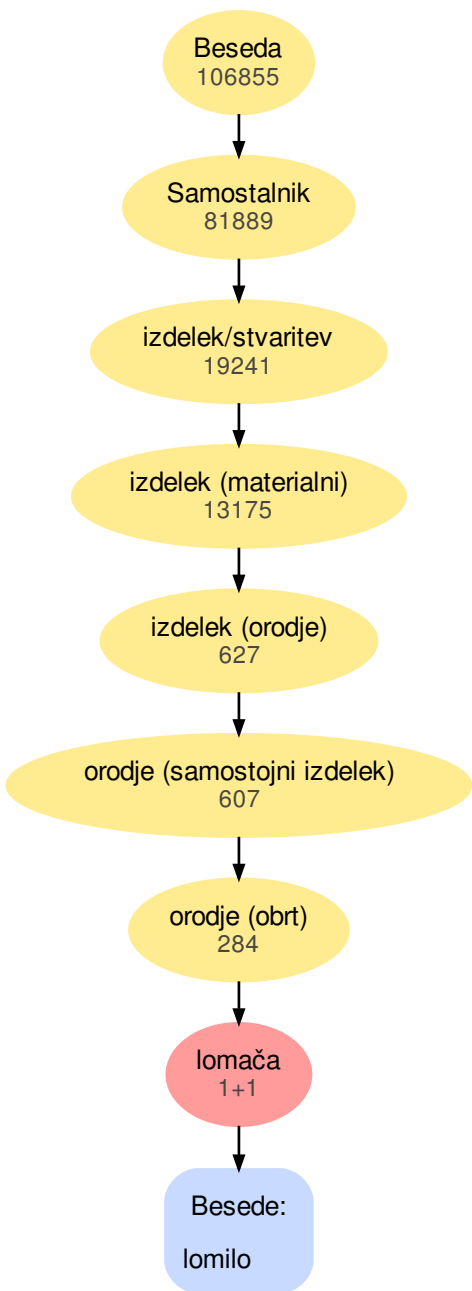 Beseda
106855
Samostalnik
81889
izdelek/stvaritev
19241
izdelek (materialni)
13175
izdelek (orodje)
627
orodje (samostojni izdelek)
607
orodje (obrt)
284
lomača
1+1
Besede:
lomilo